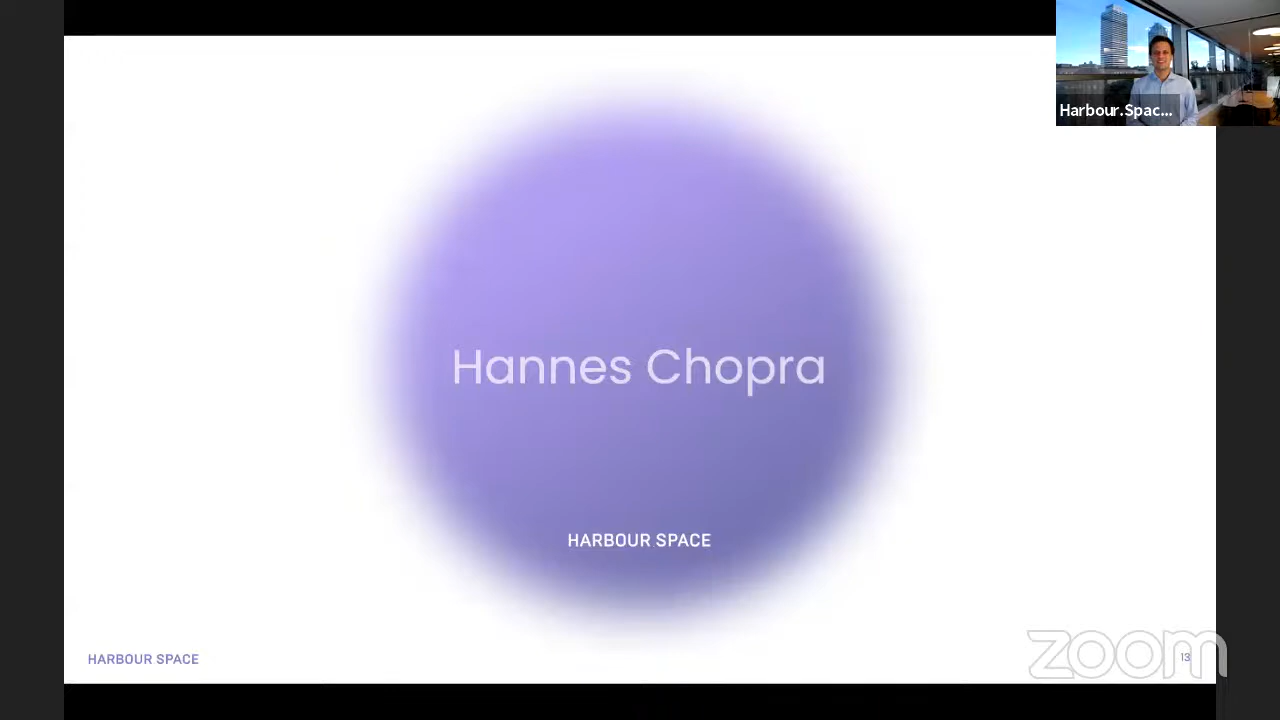 Harbour.Spac...
Hannes Chopra
HARBOUR SPACE
HARBOUR SPACE
zoom
13